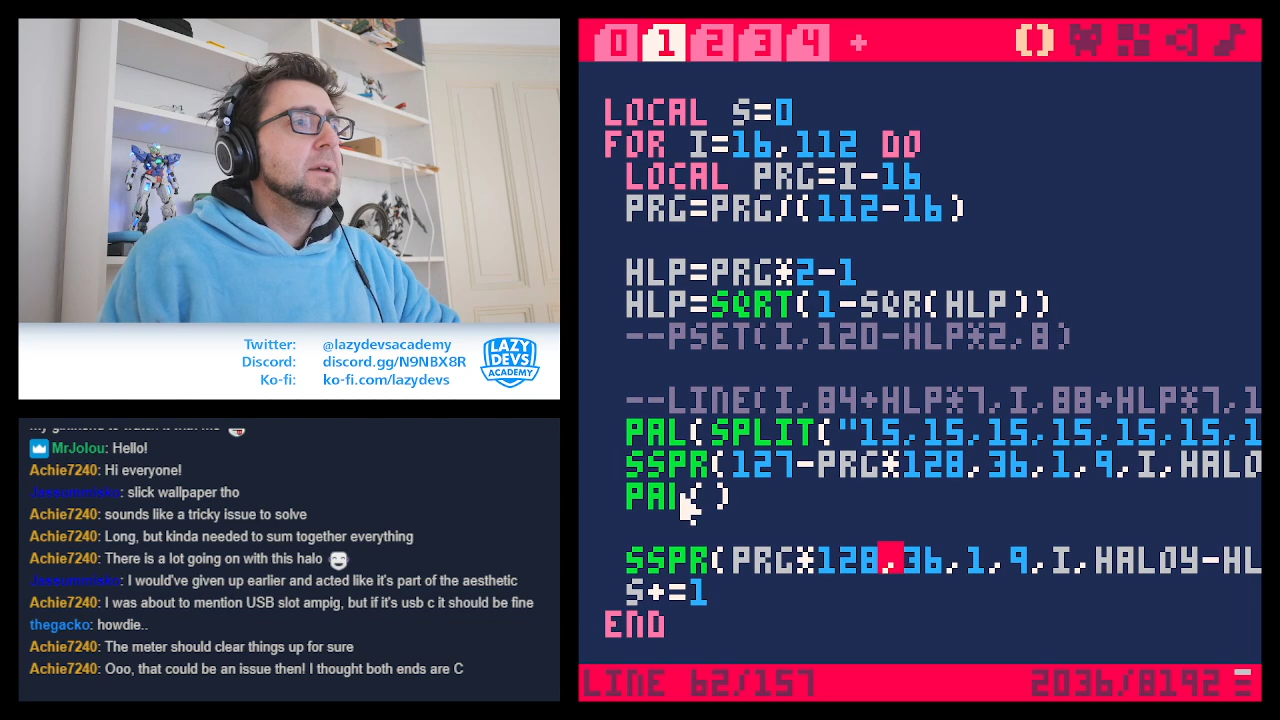 Twitter: @lazydevsacademy
Discord: discord.gg/N9NBX8R
Ko-fi: ko-fi.com/lazydevs
LAZY
DEVS
ACADEMY
MrJolou: Hello!
Achie7240: Hi everyone!
: slick wallpaper tho
Achie7240: sounds like a tricky issue to solve
Achie7240: Long, but kinda needed to sum together everything
Achie7240: There is a lot going on with this halo
: I would've given up earlier and acted like it's part of the aesthetic
Achie7240: I was about to mention USB slot ampig, but if it's usb c it should be fine
thegacko: howdie..
Achie7240: The meter should clear things up for sure
Achie7240: Ooo, that could be an issue then! I thought both ends are C
0 1 2 3 4 +
LOCAL S=0
FOR I=16,112 DO
LOCAL PRG=I-16
PRG=PRG/(112-16)
HLP=PRG*2-1
HLP=SQRT(1-SQR(HLP))
--PSET(I,120-HLP*2,8)
--LINE(I,84+HLP*7,I,88+HLP*7,1
PAL(SPLIT("15,15,15,15,15,15,1
SSPR(127-PRG*128,36,1,9,I,HALO
PAL()
SSPR(PRG*128,36,1,9,I,HALOY-HL
S+=1
END
LINE 62/157
2036/8192